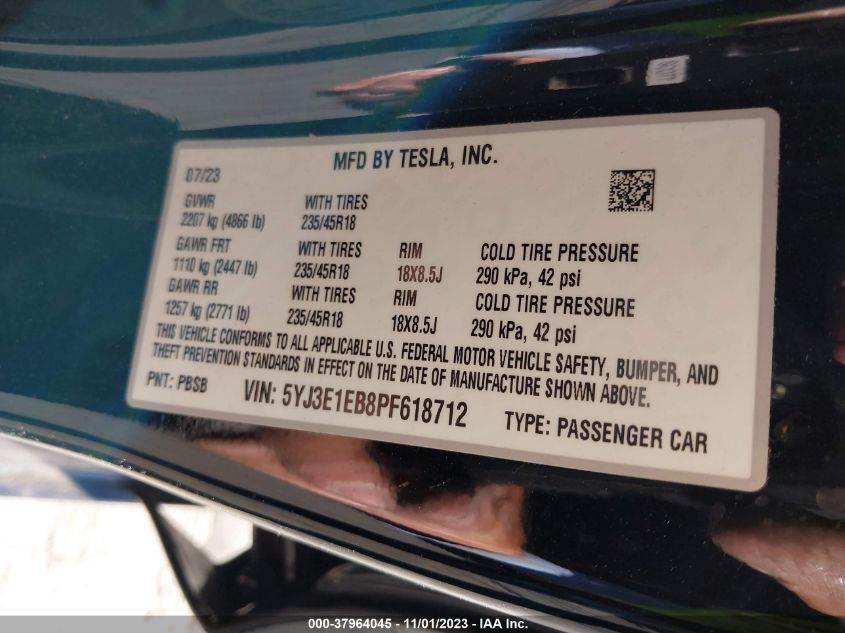 MFD BY TESLA, INC.
07/23
GVWR WITH TIRES
2207 kg (4866 lb) 235/45R18
GAWR FRT WITH TIRES RIM COLD TIRE PRESSURE
1110 kg (2447 lb) 235/45R18 18X8.5J 290 kPa, 42 psi
GAWR RR WITH TIRES RIM COLD TIRE PRESSURE
1257 kg (2771 lb) 235/45R18 18X8.5J 290 kPa, 42 psi
THIS VEHICLE CONFORMS TO ALL APPLICABLE U.S. FEDERAL MOTOR VEHICLE SAFETY, BUMPER, AND
THEFT PREVENTION STANDARDS IN EFFECT ON THE DATE OF MANUFACTURE SHOWN ABOVE.
PNT: PBSB VIN: 5YJ3E1EB8PF618712 TYPE: PASSENGER CAR
000-37964045 - 11/01/2023 - IAA Inc.